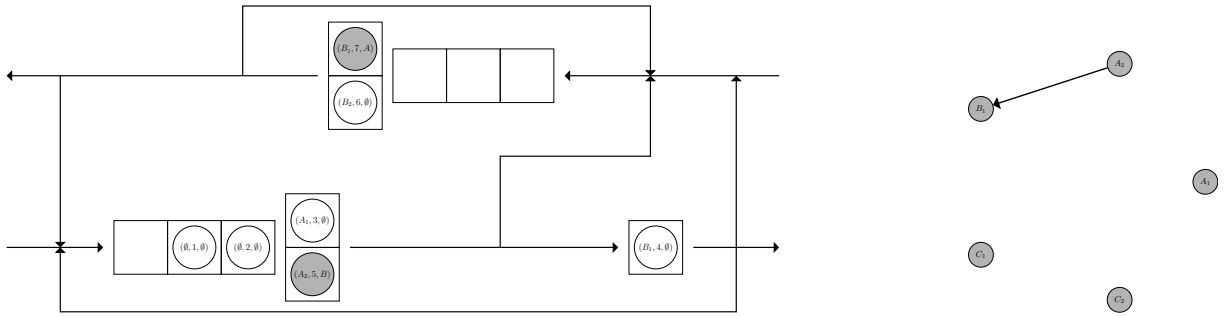 (B₁, 7, A)
(B₂, 6, ∅)
(∅, 1, ∅)
(∅, 2, ∅)
(A₁, 3, ∅)
(A₂, 5, B)
(B₁, 4, ∅)
A₂
B₁
A₁
C₁
C₂